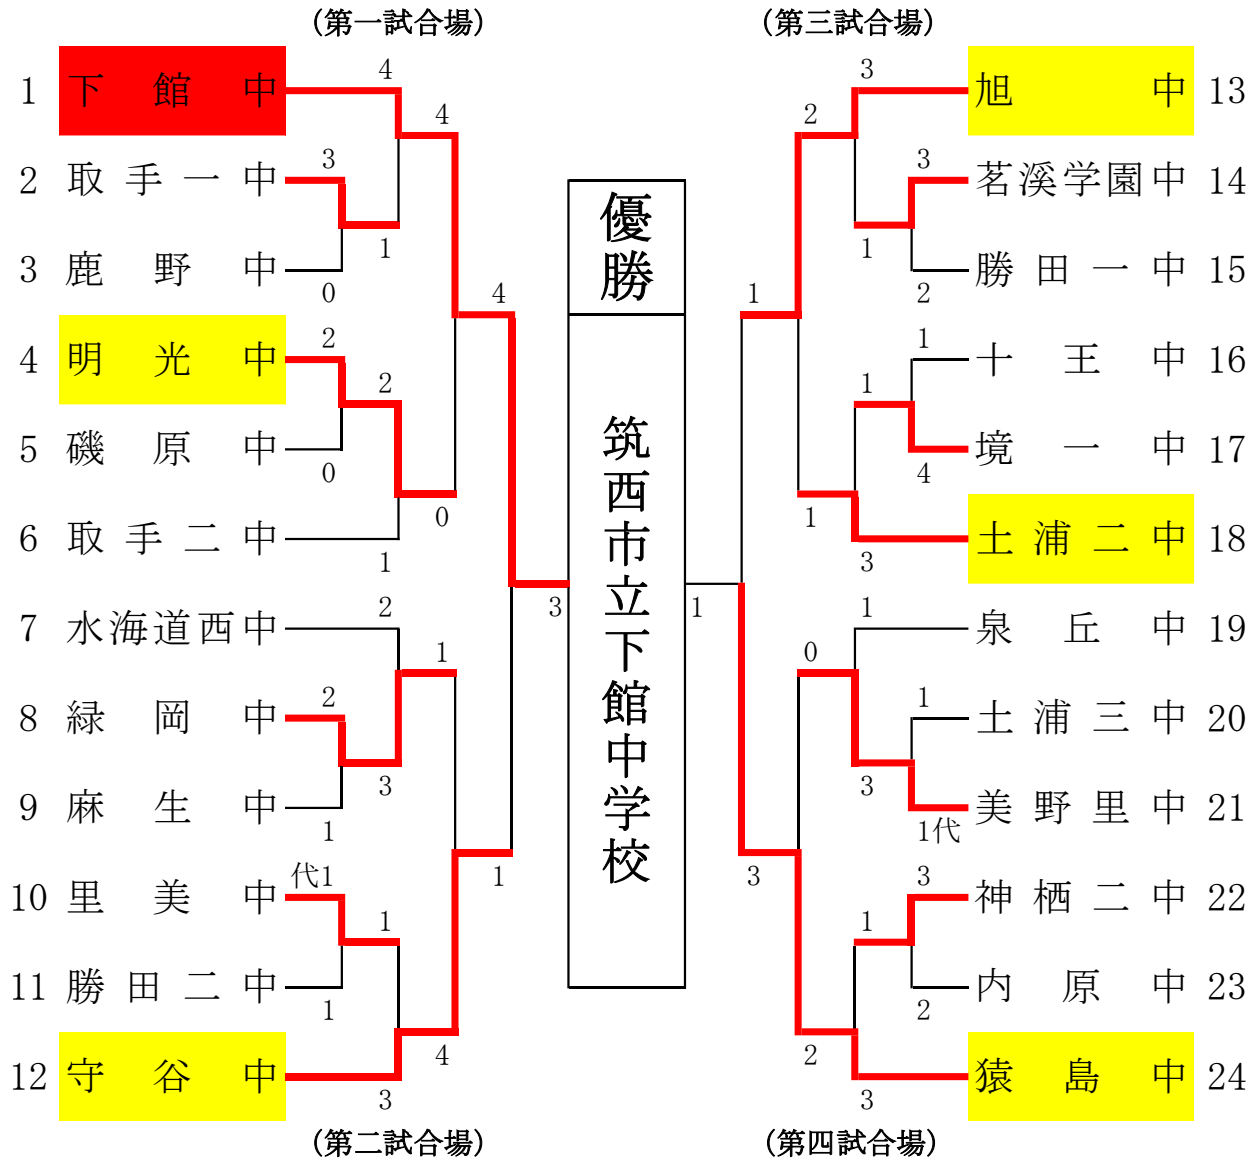 (第一試合場)
(第三試合場)
1 下館中 4
2 取手一中 3
3 鹿野中 0
4 明光中 2
5 磯原中 0
6 取手二中 1
7 水海道西中 2
8 緑岡中 2
9 麻生中 1
10 里美中 代1
11 勝田二中 1
12 守谷中 3
4
1
2
0
1
3
1
4
4
1
3
優勝
筑西市立下館中学校
1
1
3
2
1
0
2
1
1
3
1
3 旭中 13
3 茗溪学園中 14
2 勝田一中 15
1 十王中 16
4 境一中 17
3 土浦二中 18
1 泉丘中 19
1 土浦三中 20
1代 美野里中 21
3 神栖二中 22
2 内原中 23
3 猿島中 24
(第二試合場)
(第四試合場)